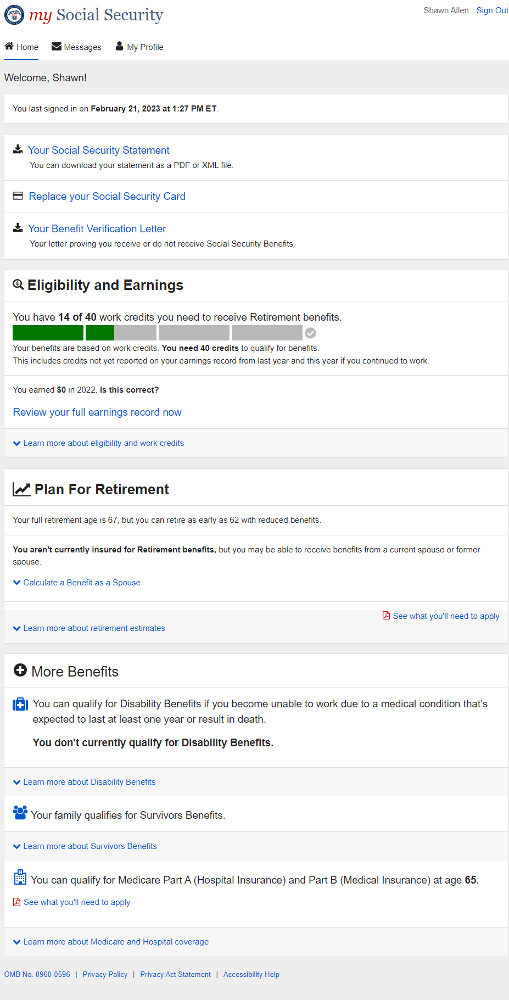 my Social Security
Shawn Allen Sign Out
Home Messages My Profile
Welcome, Shawn!
You last signed in on February 21, 2023 at 1:27 PM ET.
Your Social Security Statement
You can download your statement as a PDF or XML file.
Replace your Social Security Card
Your Benefit Verification Letter
Your letter proving you receive or do not receive Social Security Benefits.
Eligibility and Earnings
You have 14 of 40 work credits you need to receive Retirement benefits.
Your benefits are based on work credits. You need 40 credits to qualify for benefits.
This includes credits not yet reported on your earnings record from last year and this year if you continued to work.
You earned $0 in 2022. Is this correct?
Review your full earnings record now
Learn more about eligibility and work credits
Plan For Retirement
Your full retirement age is 67, but you can retire as early as 62 with reduced benefits.
You aren't currently insured for Retirement benefits, but you may be able to receive benefits from a current spouse or former
spouse.
Calculate a Benefit as a Spouse
See what you'll need to apply
Learn more about retirement estimates
More Benefits
You can qualify for Disability Benefits if you become unable to work due to a medical condition that’s
expected to last at least one year or result in death.
You don't currently qualify for Disability Benefits.
Learn more about Disability Benefits
Your family qualifies for Survivors Benefits.
Learn more about Survivors Benefits
You can qualify for Medicare Part A (Hospital Insurance) and Part B (Medical Insurance) at age 65.
See what you'll need to apply
Learn more about Medicare and Hospital coverage
OMB No. 0960-0596 | Privacy Policy | Privacy Act Statement | Accessibility Help